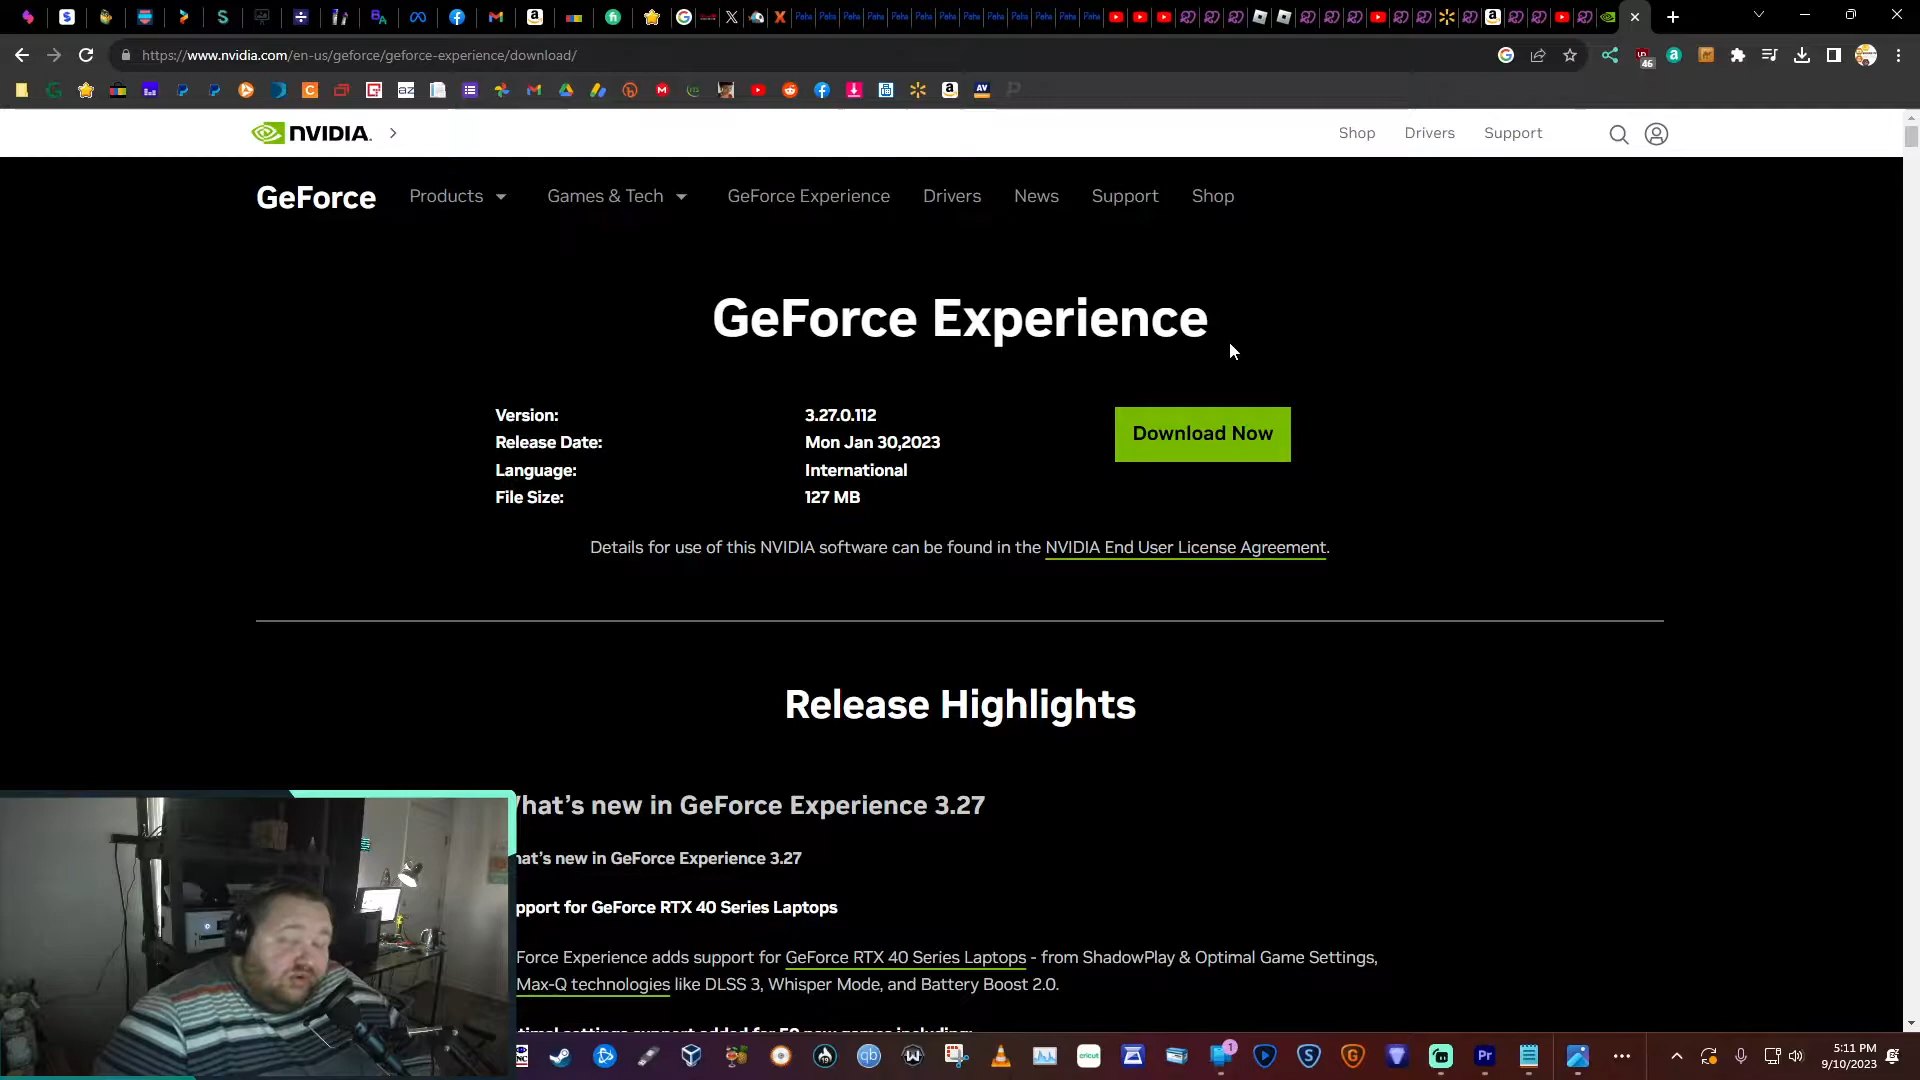 https://www.nvidia.com/en-us/geforce/geforce-experience/download/
46
NVIDIA.
Shop
Drivers
Support
GeForce
Products
Games & Tech
GeForce Experience
Drivers
News
Support
Shop
GeForce Experience
Version: 3.27.0.112
Release Date: Mon Jan 30,2023
Language: International
File Size: 127 MB
Download Now
Details for use of this NVIDIA software can be found in the NVIDIA End User License Agreement.
Release Highlights
hat's new in GeForce Experience 3.27
at's new in GeForce Experience 3.27
pport for GeForce RTX 40 Series Laptops
Force Experience adds support for GeForce RTX 40 Series Laptops - from ShadowPlay & Optimal Game Settings,
Max-Q technologies like DLSS 3, Whisper Mode, and Battery Boost 2.0.
5:11 PM
9/10/2023